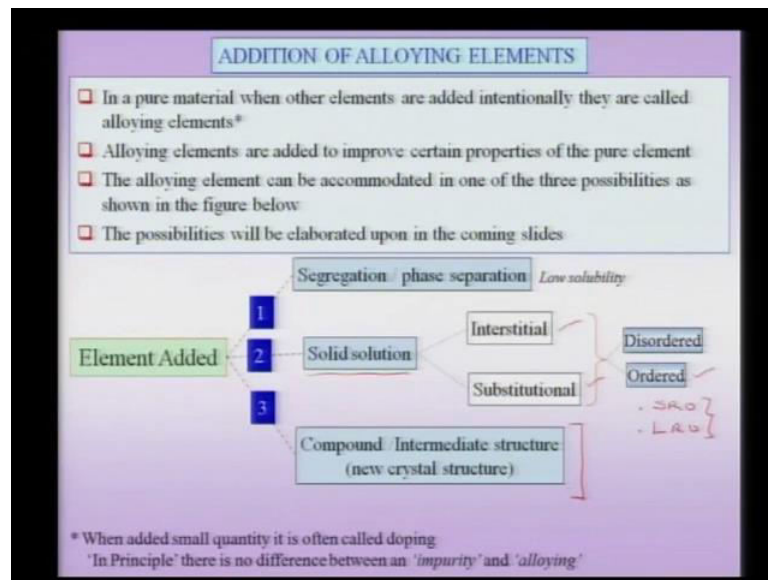 ADDITION OF ALLOYING ELEMENTS
❑ In a pure material when other elements are added intentionally they are called
alloying elements*
❑ Alloying elements are added to improve certain properties of the pure element
❑ The alloying element can be accommodated in one of the three possibilities as
shown in the figure below
❑ The possibilities will be elaborated upon in the coming slides
Segregation / phase separation Low solubility
1
Interstitial
Disordered
Element Added 2 Solid solution
Ordered
Substitutional
. SRO
3
. LRO
Compound / Intermediate structure
(new crystal structure)
* When added small quantity it is often called doping
'In Principle' there is no difference between an 'impurity' and 'alloying'